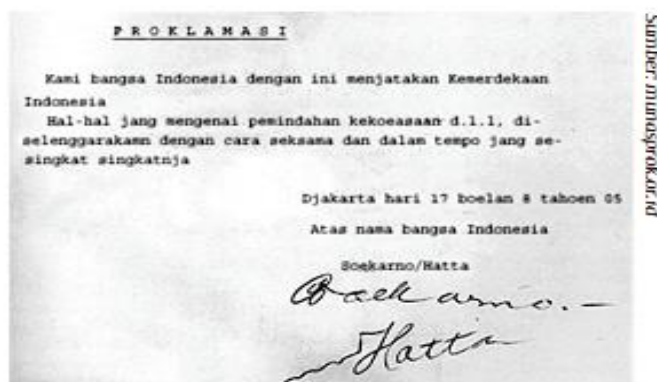 P R O K L A M A S I
Kami bangsa Indonesia dengan ini menjatakan Kemerdekaan
Indonesia
Hal-hal jang mengenai pemindahan kekoeasaan d.l.l, di-
selenggarakamn dengan cara seksama dan dalam tempo jang se-
singkat singkatnja
Djakarta hari 17 boelan 8 tahoen 05
Atas nama bangsa Indonesia
Soekarno/Hatta
Soekarno.-
Hatta
Sumber: munasprok.or.id